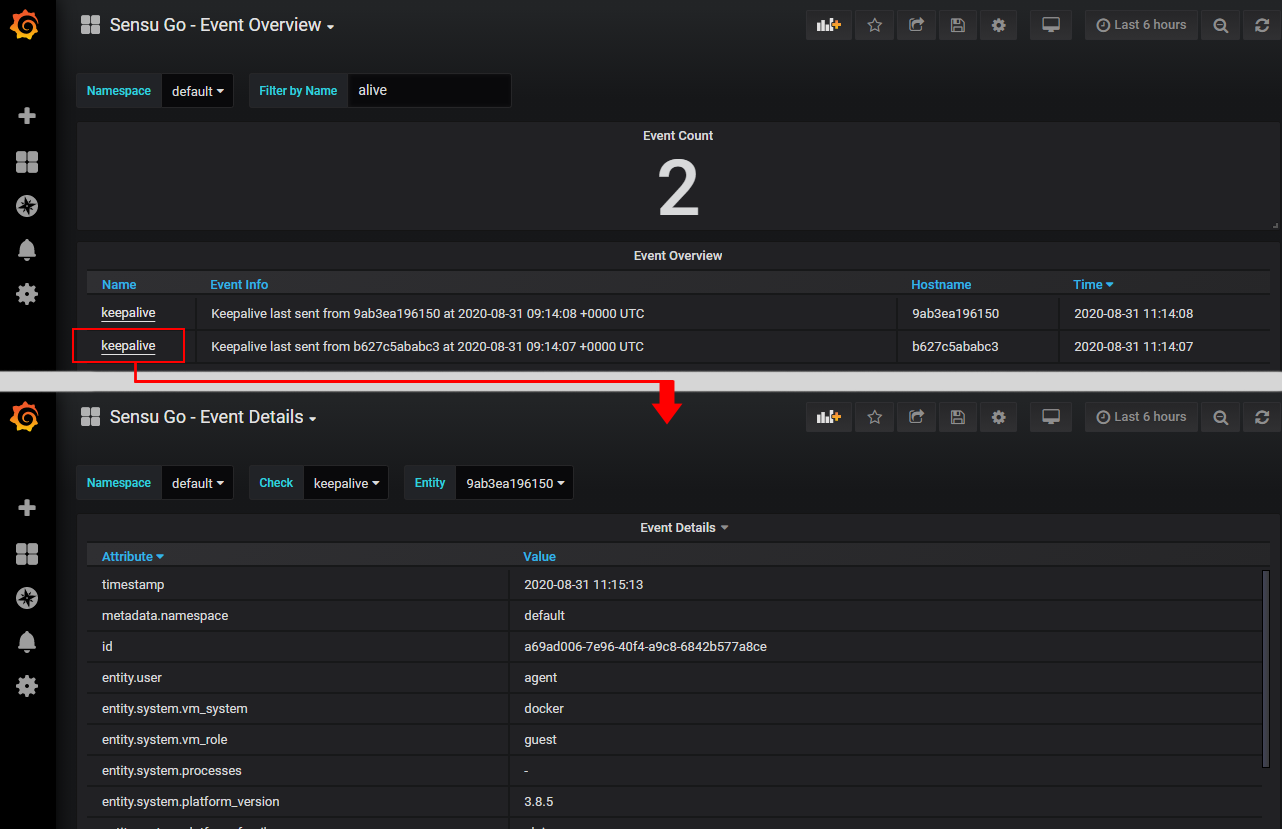 Sensu Go - Event Overview
Last 6 hours
Namespace default Filter by Name alive
Event Count
2
Event Overview
Name Event Info Hostname Time
keepalive Keepalive last sent from 9ab3ea196150 at 2020-08-31 09:14:08 +0000 UTC 9ab3ea196150 2020-08-31 11:14:08
keepalive Keepalive last sent from b627c5ababc3 at 2020-08-31 09:14:07 +0000 UTC b627c5ababc3 2020-08-31 11:14:07
Sensu Go - Event Details
Last 6 hours
Namespace default Check keepalive Entity 9ab3ea196150
Event Details
Attribute Value
timestamp 2020-08-31 11:15:13
metadata.namespace default
id a69ad006-7e96-40f4-a9c8-6842b577a8ce
entity.user agent
entity.system.vm_system docker
entity.system.vm_role guest
entity.system.processes -
entity.system.platform_version 3.8.5